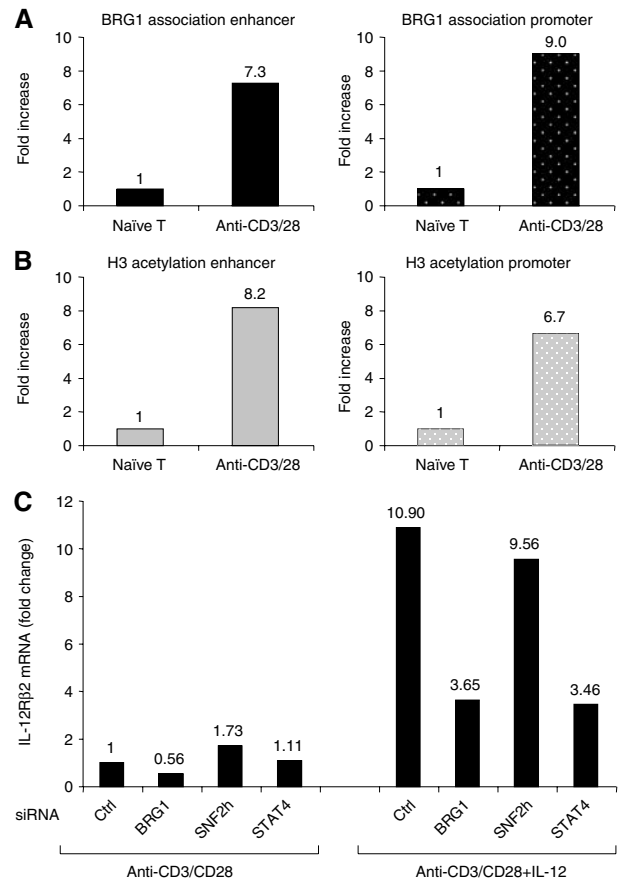 A
BRG1 association enhancer
Fold increase
10
8
6
4
2
0
1
7.3
Naïve T
Anti-CD3/28
BRG1 association promoter
Fold increase
10
8
6
4
2
0
1
9.0
Naïve T
Anti-CD3/28
B
H3 acetylation enhancer
Fold increase
10
8
6
4
2
0
1
8.2
Naïve T
Anti-CD3/28
H3 acetylation promoter
Fold increase
10
8
6
4
2
0
1
6.7
Naïve T
Anti-CD3/28
C
IL-12Rβ2 mRNA (fold change)
12
10
8
6
4
2
0
1
0.56
1.73
1.11
10.90
3.65
9.56
3.46
siRNA
Ctrl
BRG1
SNF2h
STAT4
Ctrl
BRG1
SNF2h
STAT4
Anti-CD3/CD28
Anti-CD3/CD28+IL-12